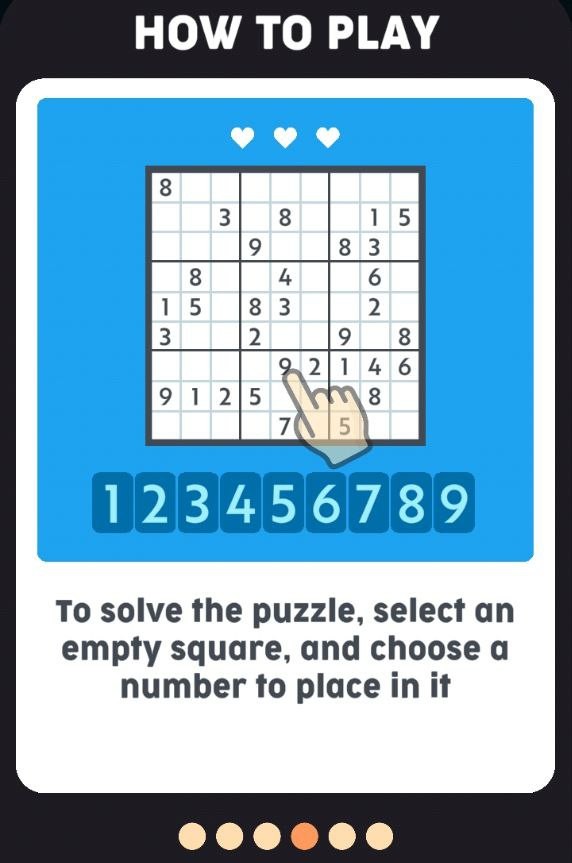 HOW TO PLAY
8
3 8 1 5
9 8 3
8 4 6
1 5 8 3 2
3 2 9 8
9 2 1 4 6
9 1 2 5 8
7 5
1 2 3 4 5 6 7 8 9
To solve the puzzle, select an
empty square, and choose a
number to place in it